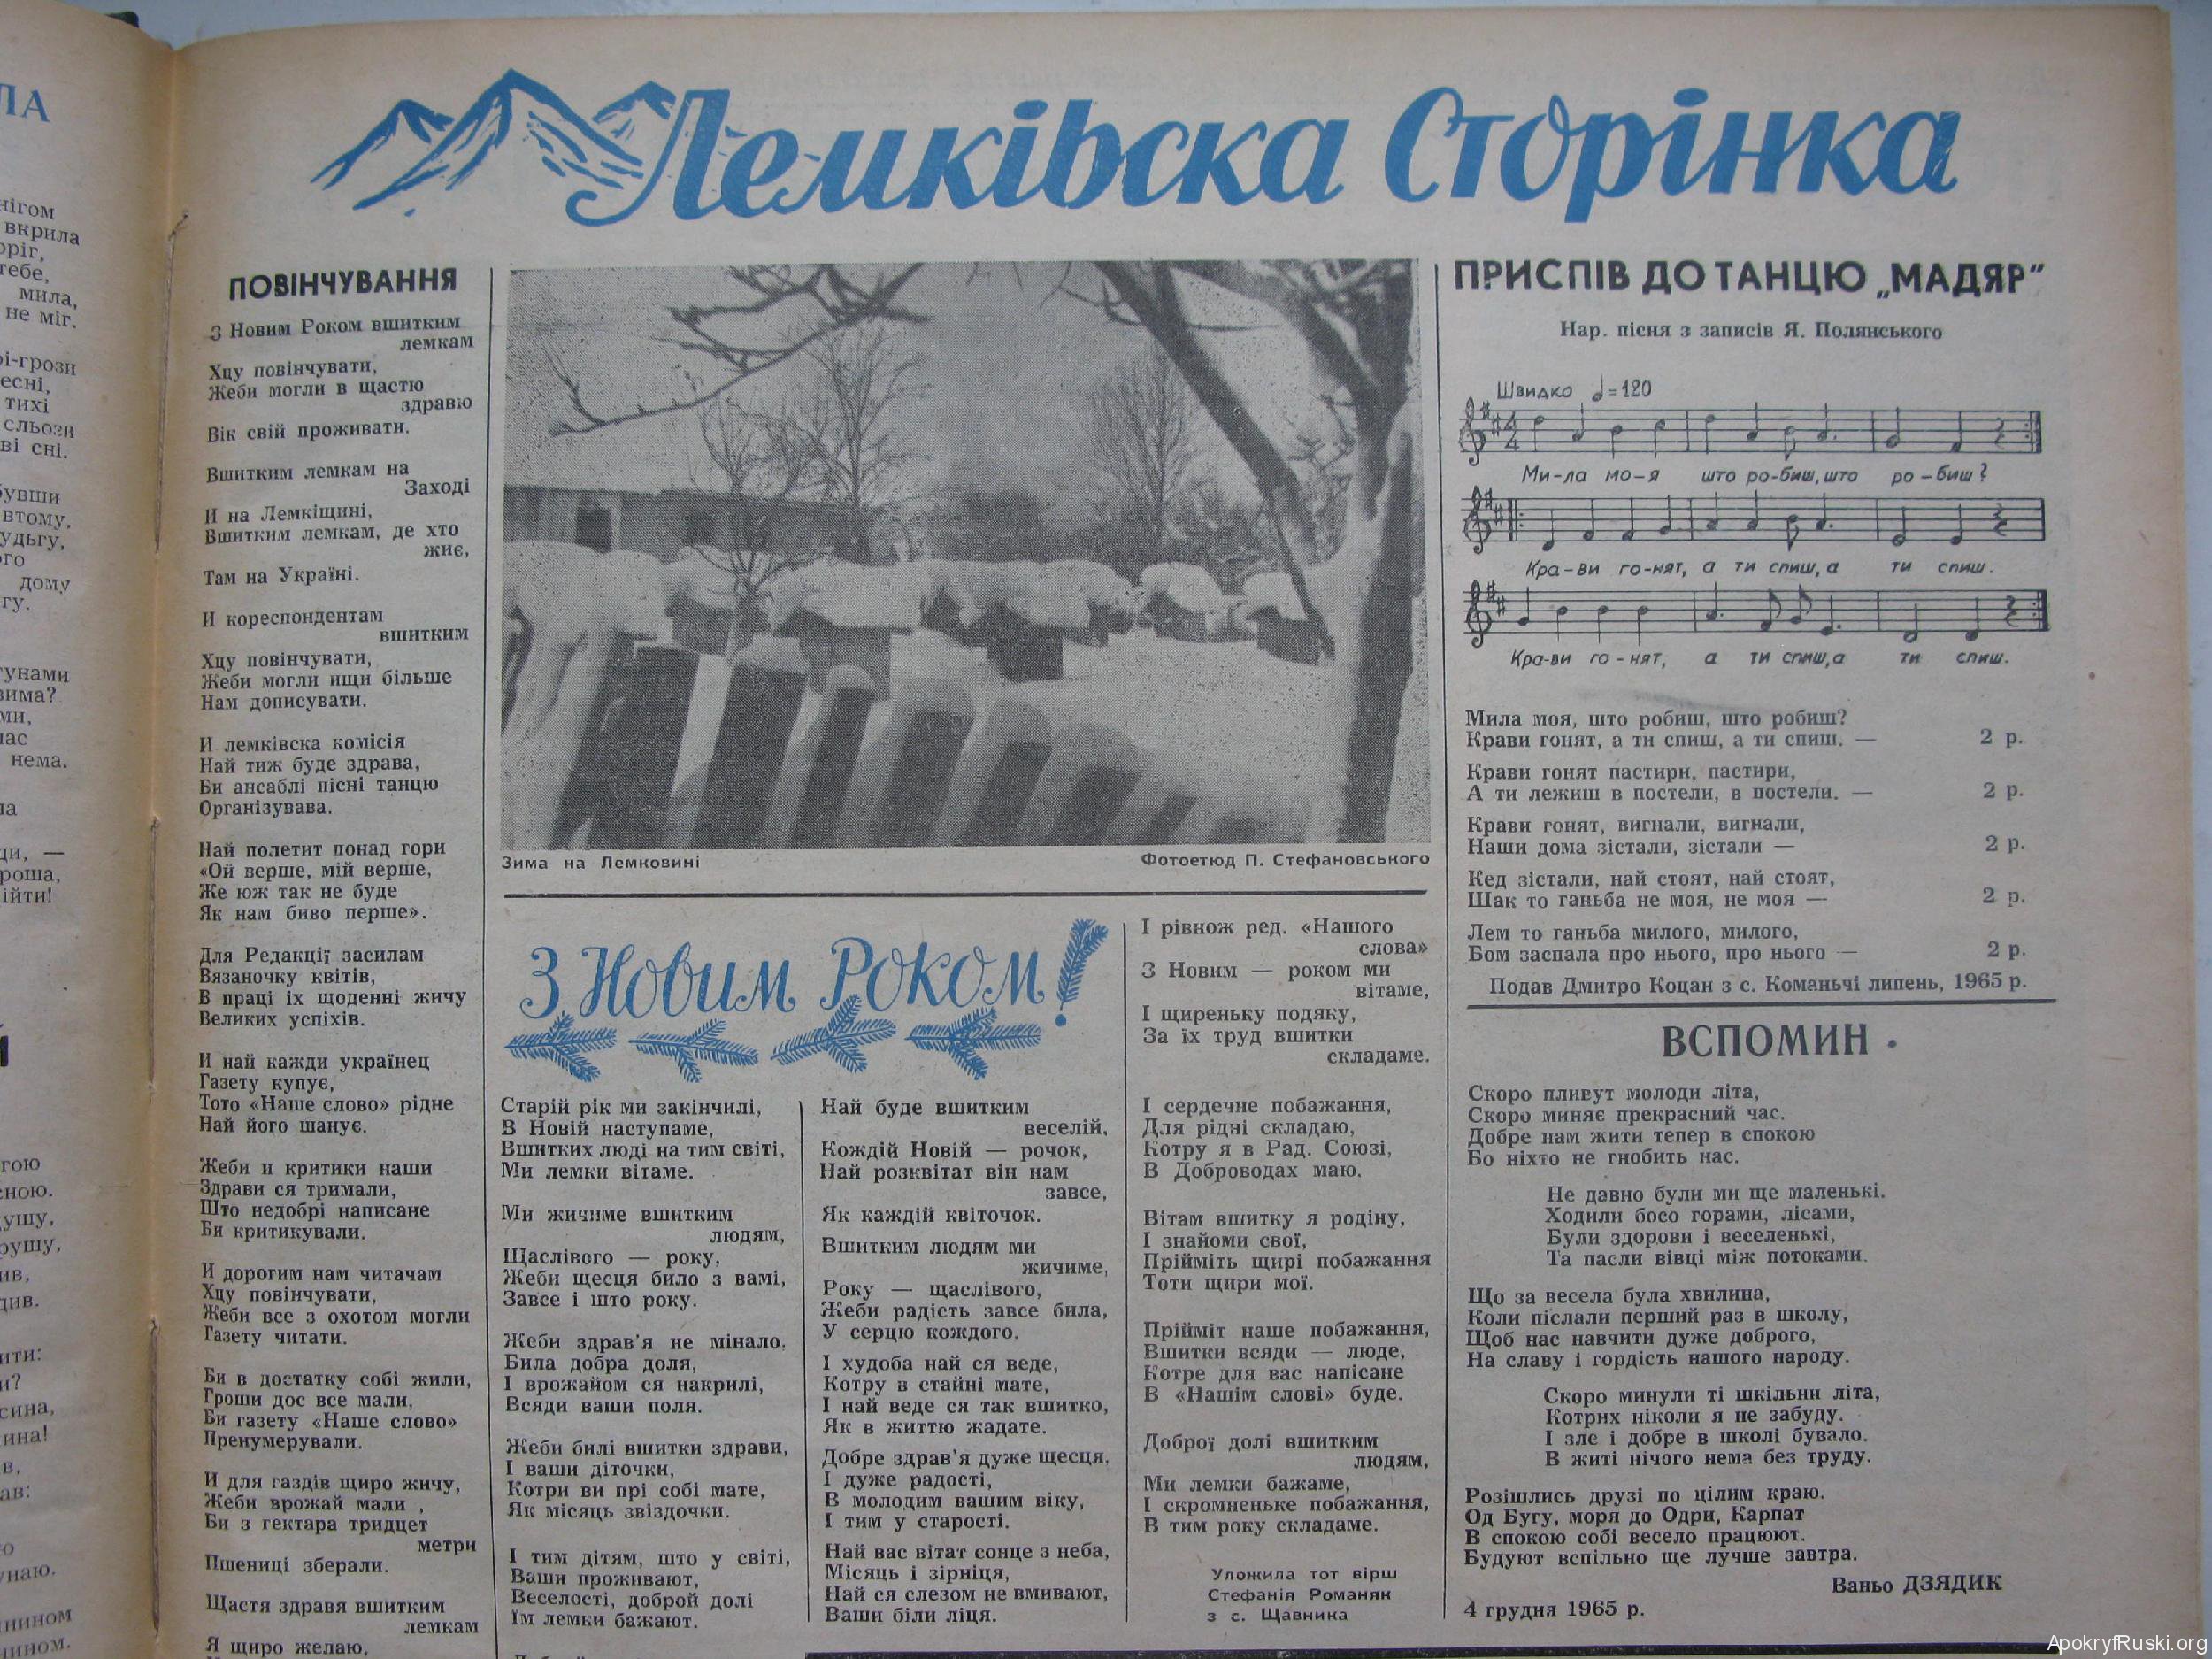 Лемківска Сторінка
ПОВІНЧУВАННЯ
З Новим Роком вшитким
лемкам
Хцу повінчувати,
Жеби могли в щастю
здравю
Вік свій проживати.
Вшитким лемкам на
Заході
И на Лемкіщині,
Вшитким лемкам, де хто
жиє,
Там на Україні.
И кореспондентам
вшитким
Хцу повінчувати,
Жеби могли ищи більше
Нам дописувати.
И лемківска комісія
Най тиж буде здрава,
Би ансаблі пісні танцю
Організувава.
Най полетит понад гори
«Ой верше, мій верше,
Же юж так не буде
Як нам биво перше».
Для Редакції засилам
Вязаночку квітів,
В праці іх щоденні жичу
Великих успіхів.
И най кажди українец
Газету купує,
Тото «Наше слово» рідне
Най його шанує.
Жеби и критики наши
Здрави ся тримали,
Што недобрі написане
Би критикували.
И дорогим нам читачам
Хцу повінчувати,
Жеби все з охотом могли
Газету читати.
Би в достатку собі жили,
Гроши дос все мали,
Би газету «Наше слово»
Пренумерували.
И для газдів щиро жичу,
Жеби врожай мали ,
Би з гектара тридцет
метри
Пшениці зберали.
Щастя здравя вшитким
лемкам
Я щиро желаю,
Зима на Лемковині
Фотоетюд П. Стефановського
З Новим Роком!
Старій рік ми закінчилі,
В Новій наступаме,
Вшитких люді на тим світі,
Ми лемки вітаме.
Ми жичиме вшитким
людям,
Щаслівого — року,
Жеби щесця било з вамі,
Завсе і што року.
Жеби здрав'я не мінало.
Била добра доля,
І врожайом ся накрилі,
Всяди ваши поля.
Жеби білі вшитки здрави,
І ваши діточки,
Котри ви прі собі мате,
Як місяць звіздочки.
І тим дітям, што у світі,
Ваши проживают,
Веселості, доброй долі
Їм лемки бажают.
Най буде вшитким
веселій,
Кождій Новій — рочок,
Най розквітат він нам
завсе,
Як каждій квіточок.
Вшитким людям ми
жичиме,
Року — щаслівого,
Жеби радість завсе била,
У серцю кождого.
І худоба най ся веде,
Котру в стайні мате,
І най веде ся так вшитко,
Як в життю жадате.
Добре здрав'я дуже щесця.
І дуже радості,
В молодим вашим віку,
І тим у старості.
Най вас вітат сонце з неба,
Місяць і зірніця,
Най ся слезом не вмивают,
Ваши біли ліця.
І рівнож ред. «Нашого
слова»
З Новим — роком ми
вітаме,
І щиреньку подяку,
За їх труд вшитки
складаме.
І сердечне побажання,
Для рідні складаю,
Котру я в Рад. Союзі,
В Доброводах маю.
Вітам вшитку я родіну,
І знайоми свої,
Прійміть щирі побажання
Тоти щири мої.
Прійміт наше побажання,
Вшитки всяди — люде,
Котре для вас напісане
В «Нашім слові» буде.
Доброї долі вшитким
людям,
Ми лемки бажаме,
І скромненьке побажання,
В тим року складаме.
Уложила тот вірш
Стефанія Романяк
з с. Щавника
ПРИСПІВ ДО ТАНЦЮ „МАДЯР"
Нар. пісня з записів Я. Полянського
Швидко ♩=120
Ми-ла мо-я што ро-биш, што ро-биш?
Кра-ви го-нят, а ти спиш, а ти спиш.
Кра-ви го-нят, а ти спиш, а ти спиш.
Мила моя, што робиш, што робиш?
Крави гонят, а ти спиш, а ти спиш. — 2 р.
Крави гонят пастири, пастири,
А ти лежиш в постели, в постели. — 2 р.
Крави гонят, вигнали, вигнали,
Наши дома зістали, зістали — 2 р.
Кед зістали, най стоят, най стоят,
Шак то ганьба не моя, не моя — 2 р.
Лем то ганьба милого, милого,
Бом заспала про нього, про нього — 2 р.
Подав Дмитро Коцан з с. Команьчі липень, 1965 р.
ВСПОМИН
Скоро пливут молоди літа,
Скоро миняє прекрасний час.
Добре нам жити тепер в спокою
Бо ніхто не гнобить нас.
Не давно були ми ще маленькі.
Ходили босо горами, лісами,
Були здорови і веселенькі,
Та пасли вівці між потоками.
Що за весела була хвилина,
Коли післали перший раз в школу,
Щоб нас навчити дуже доброго,
На славу і гордість нашого народу.
Скоро минули ті шкільни літа,
Котрих ніколи я не забуду.
І зле і добре в школі бувало.
В житі нічого нема без труду.
Розішлись друзі по цілим краю.
Од Бугу, моря до Одри, Карпат
В спокою собі весело працюют.
Будуют вспільно ще лучше завтра.
Ваньо ДЗЯДИК
4 грудня 1965 р.
ApokryfRuski.org